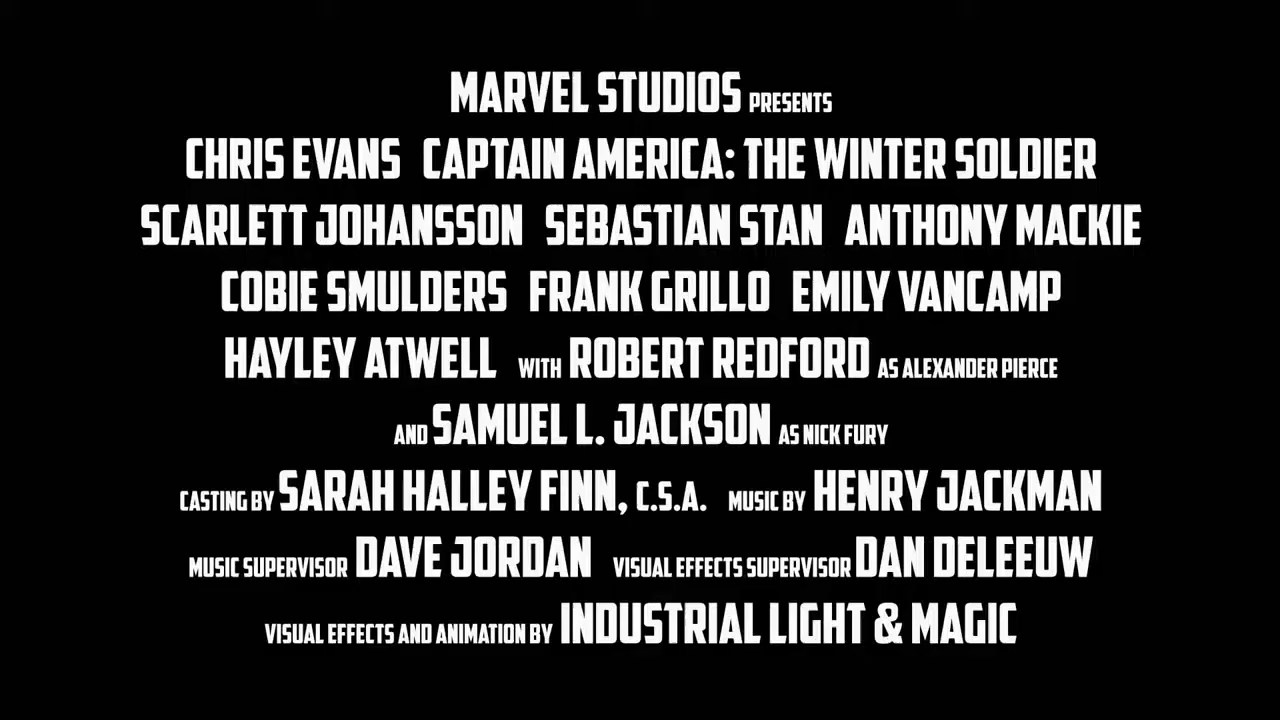 MARVEL STUDIOS PRESENTS
CHRIS EVANS CAPTAIN AMERICA: THE WINTER SOLDIER
SCARLETT JOHANSSON SEBASTIAN STAN ANTHONY MACKIE
COBIE SMULDERS FRANK GRILLO EMILY VANCAMP
HAYLEY ATWELL WITH ROBERT REDFORD AS ALEXANDER PIERCE
AND SAMUEL L. JACKSON AS NICK FURY
CASTING BY SARAH HALLEY FINN, C.S.A. MUSIC BY HENRY JACKMAN
MUSIC SUPERVISOR DAVE JORDAN VISUAL EFFECTS SUPERVISOR DAN DELEEUW
VISUAL EFFECTS AND ANIMATION BY INDUSTRIAL LIGHT & MAGIC